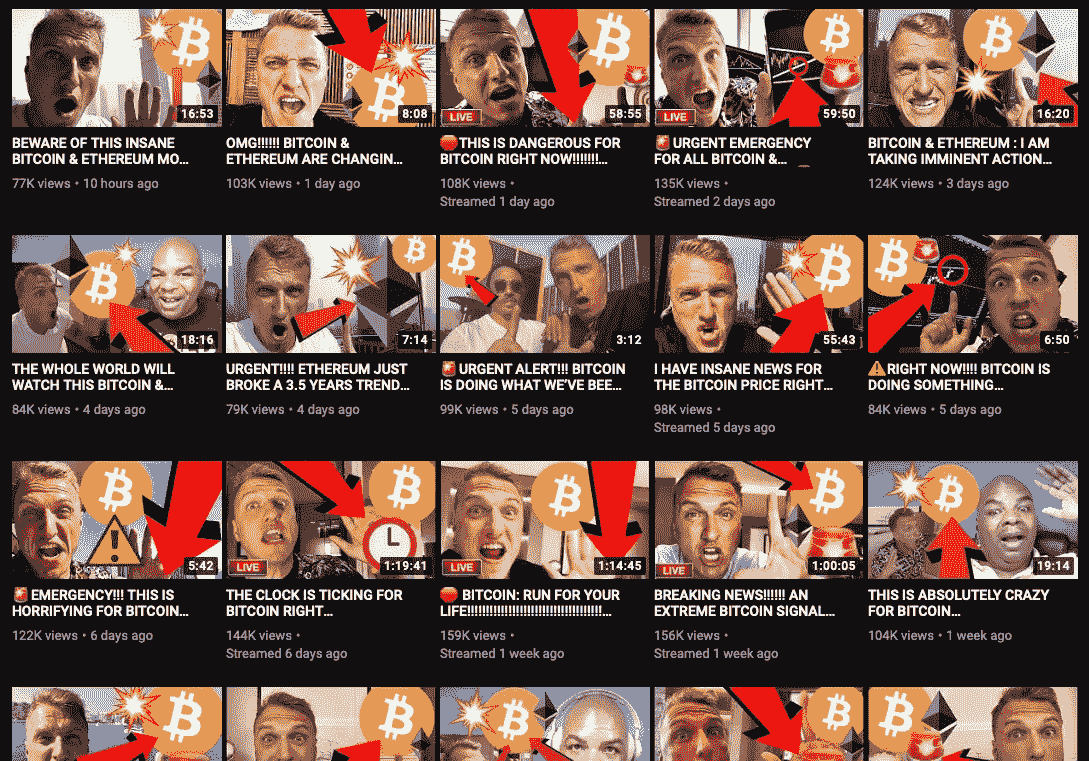 16:53
8:08
LIVE
58:55
LIVE
59:50
16:20
BEWARE OF THIS INSANE
BITCOIN & ETHEREUM MO...
77K views • 10 hours ago
OMG!!!!!! BITCOIN &
ETHEREUM ARE CHANGIN...
103K views • 1 day ago
🛑THIS IS DANGEROUS FOR
BITCOIN RIGHT NOW!!!!!!!...
108K views •
Streamed 1 day ago
🚨URGENT EMERGENCY
FOR ALL BITCOIN &...
135K views •
Streamed 2 days ago
BITCOIN & ETHEREUM : I AM
TAKING IMMINENT ACTION...
124K views • 3 days ago
18:16
7:14
3:12
55:43
6:50
THE WHOLE WORLD WILL
WATCH THIS BITCOIN &...
84K views • 4 days ago
URGENT!!!! ETHEREUM JUST
BROKE A 3.5 YEARS TREND...
79K views • 4 days ago
🚨URGENT ALERT!!! BITCOIN
IS DOING WHAT WE'VE BEE...
99K views • 5 days ago
I HAVE INSANE NEWS FOR
THE BITCOIN PRICE RIGHT...
98K views •
Streamed 5 days ago
⚠️RIGHT NOW!!!! BITCOIN IS
DOING SOMETHING...
84K views • 5 days ago
5:42
LIVE
1:19:41
LIVE
1:14:45
LIVE
1:00:05
19:14
🚨EMERGENCY!!! THIS IS
HORRIFYING FOR BITCOIN...
122K views • 6 days ago
THE CLOCK IS TICKING FOR
BITCOIN RIGHT...
144K views •
Streamed 6 days ago
🛑 BITCOIN: RUN FOR YOUR
LIFE!!!!!!!!!!!!!!!!!!!!!!!!!!!!!!!!!!!!...
159K views •
Streamed 1 week ago
BREAKING NEWS!!!!!! AN
EXTREME BITCOIN SIGNAL...
156K views •
Streamed 1 week ago
THIS IS ABSOLUTELY CRAZY
FOR BITCOIN...
104K views • 1 week ago